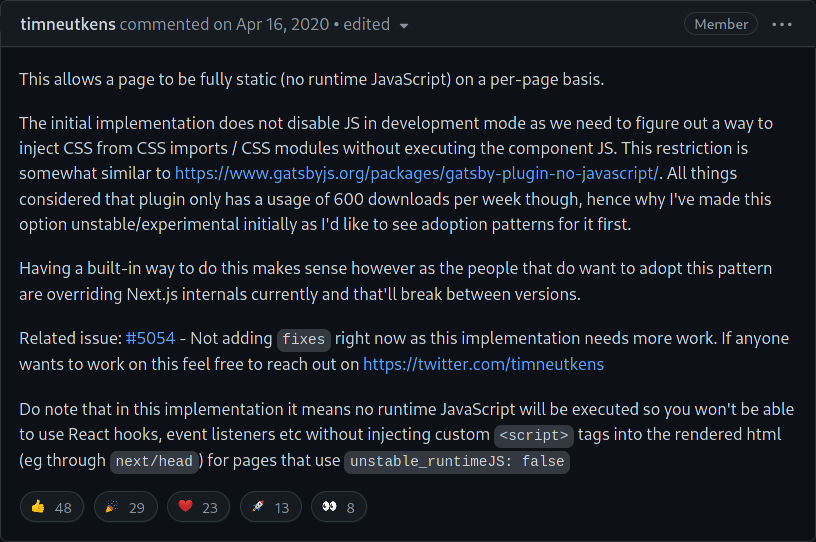 timneutkens commented on Apr 16, 2020 • edited
Member
This allows a page to be fully static (no runtime JavaScript) on a per-page basis.
The initial implementation does not disable JS in development mode as we need to figure out a way to
inject CSS from CSS imports / CSS modules without executing the component JS. This restriction is
somewhat similar to https://www.gatsbyjs.org/packages/gatsby-plugin-no-javascript/. All things
considered that plugin only has a usage of 600 downloads per week though, hence why I've made this
option unstable/experimental initially as I'd like to see adoption patterns for it first.
Having a built-in way to do this makes sense however as the people that do want to adopt this pattern
are overriding Next.js internals currently and that'll break between versions.
Related issue: #5054 - Not adding fixes right now as this implementation needs more work. If anyone
wants to work on this feel free to reach out on https://twitter.com/timneutkens
Do note that in this implementation it means no runtime JavaScript will be executed so you won't be able
to use React hooks, event listeners etc without injecting custom <script> tags into the rendered html
(eg through next/head) for pages that use unstable_runtimeJS: false
48 29 23 13 8